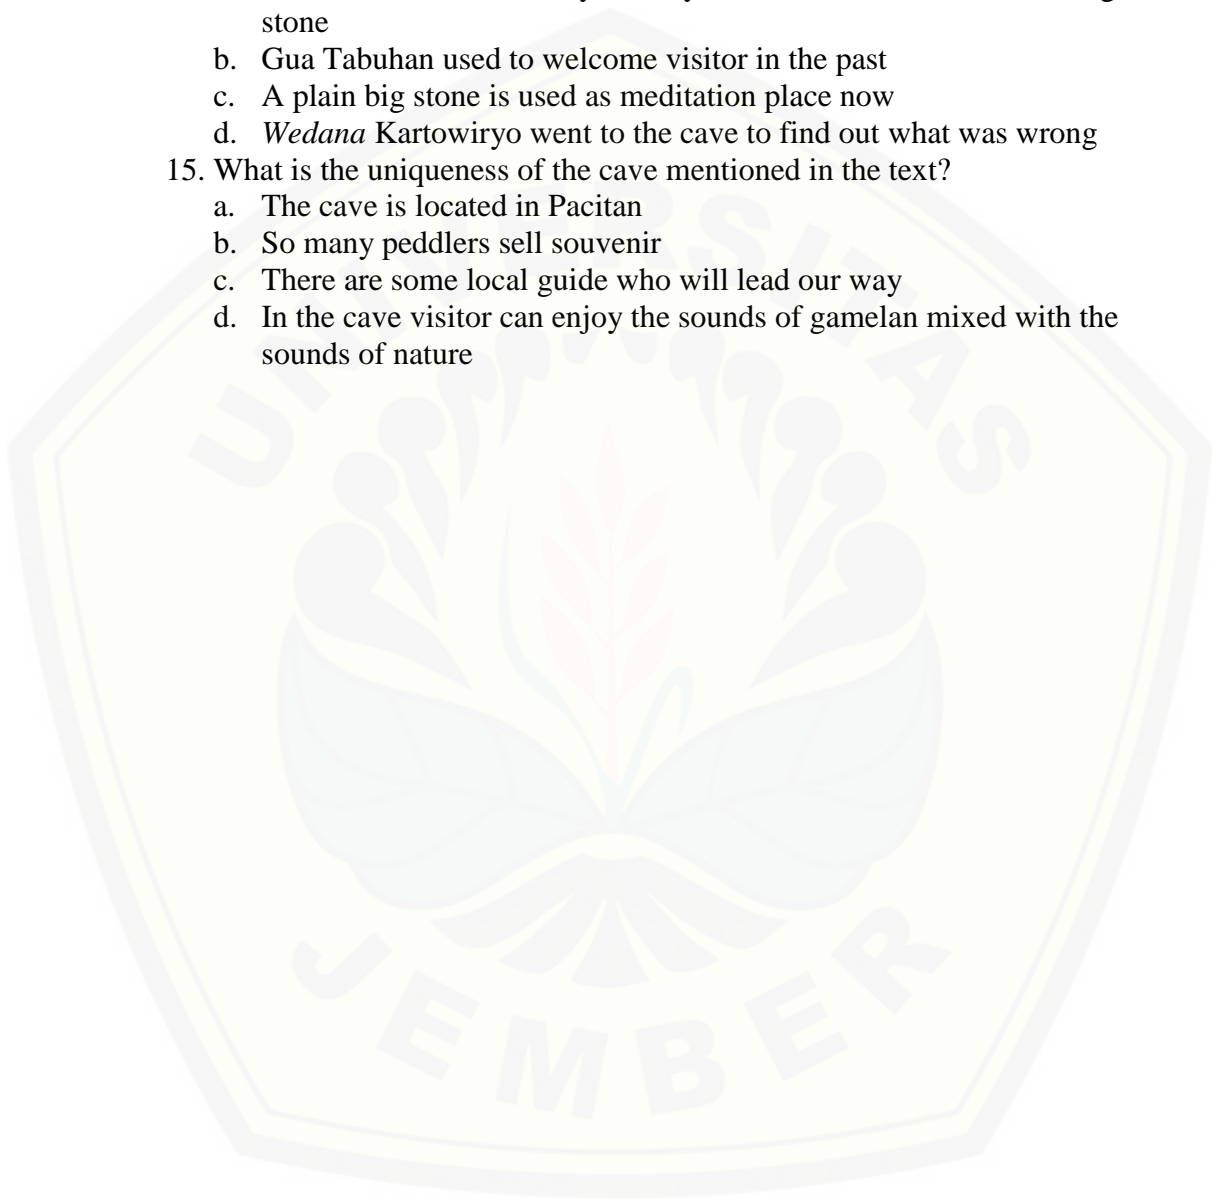 stone
b. Gua Tabuhan used to welcome visitor in the past
c. A plain big stone is used as meditation place now
d. Wedana Kartowiryo went to the cave to find out what was wrong
15. What is the uniqueness of the cave mentioned in the text?
a. The cave is located in Pacitan
b. So many peddlers sell souvenir
c. There are some local guide who will lead our way
d. In the cave visitor can enjoy the sounds of gamelan mixed with the
sounds of nature
UNIVERSITAS
JEMBER